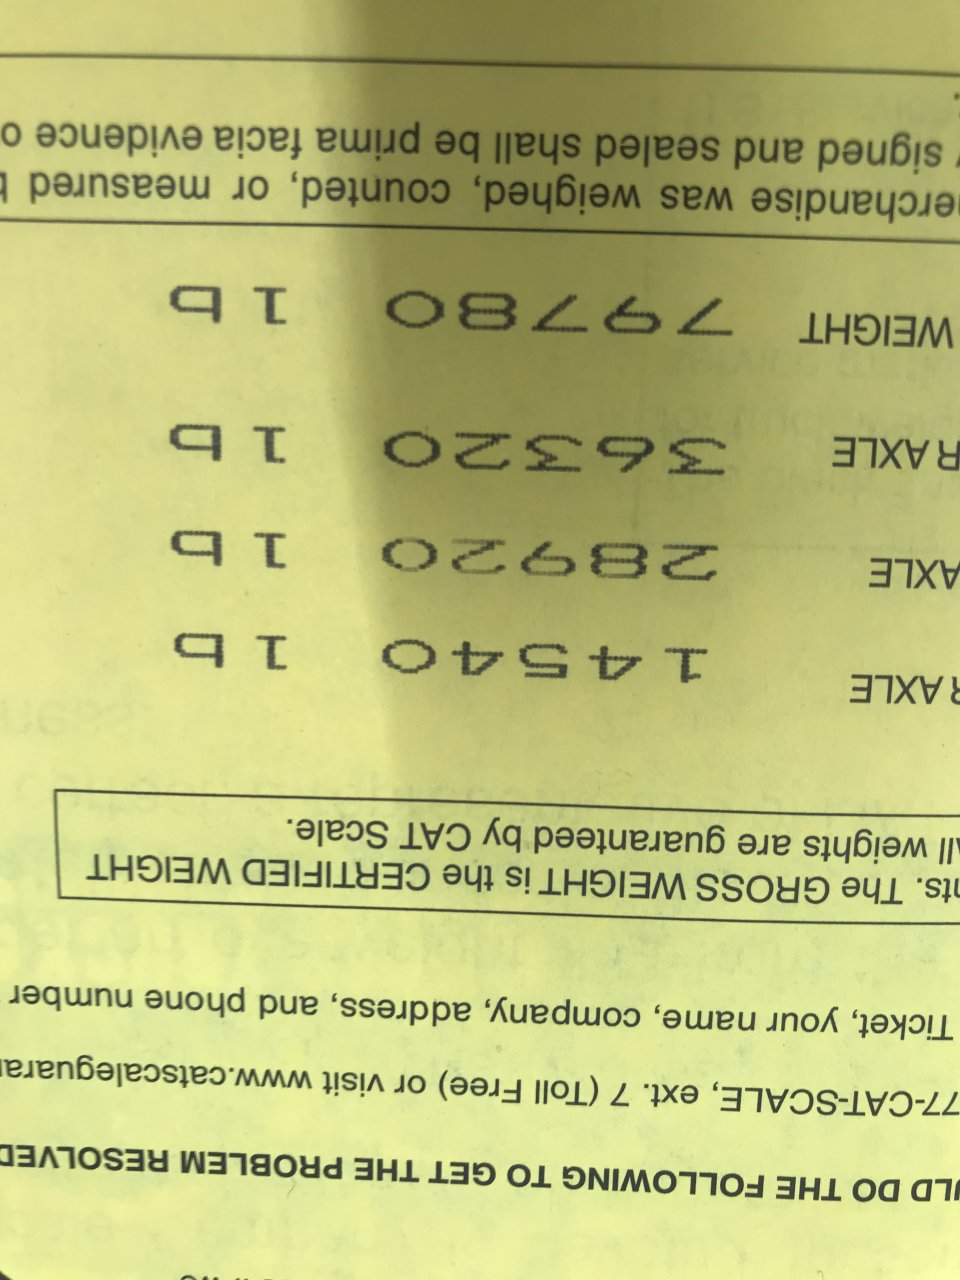 ULD DO THE FOLLOWING TO GET THE PROBLEM RESOLVED
77-CAT-SCALE, ext. 7 (Toll Free) or visit www.catscaleguara
Ticket, your name, company, address, and phone number
nts. The GROSS WEIGHT is the CERTIFIED WEIGHT
All weights are guaranteed by CAT Scale.
R AXLE 14540 lb
AXLE 28920 lb
R AXLE 36320 lb
WEIGHT 79780 lb
erchandise was weighed, counted, or measured b
y signed and sealed shall be prima facia evidence o